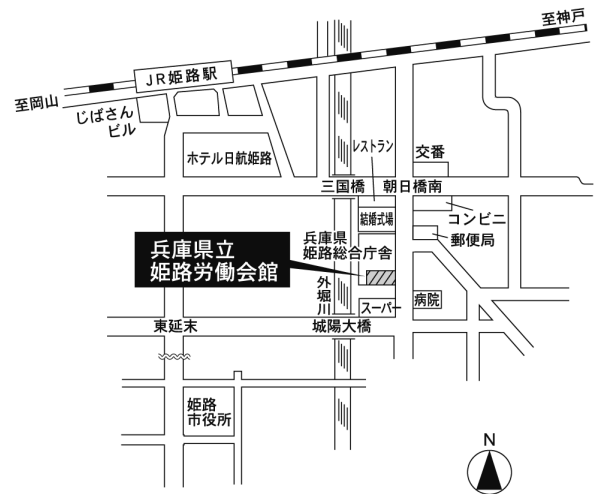 至神戸
JR姫路駅
至岡山
じばさん
ビル
ホテル日航姫路
レストラン
交番
三国橋
朝日橋南
結婚式場
コンビニ
郵便局
兵庫県
姫路総合庁舎
兵庫県立
姫路労働会館
外堀川
スーパー
病院
東延末
城陽大橋
姫路
市役所
N